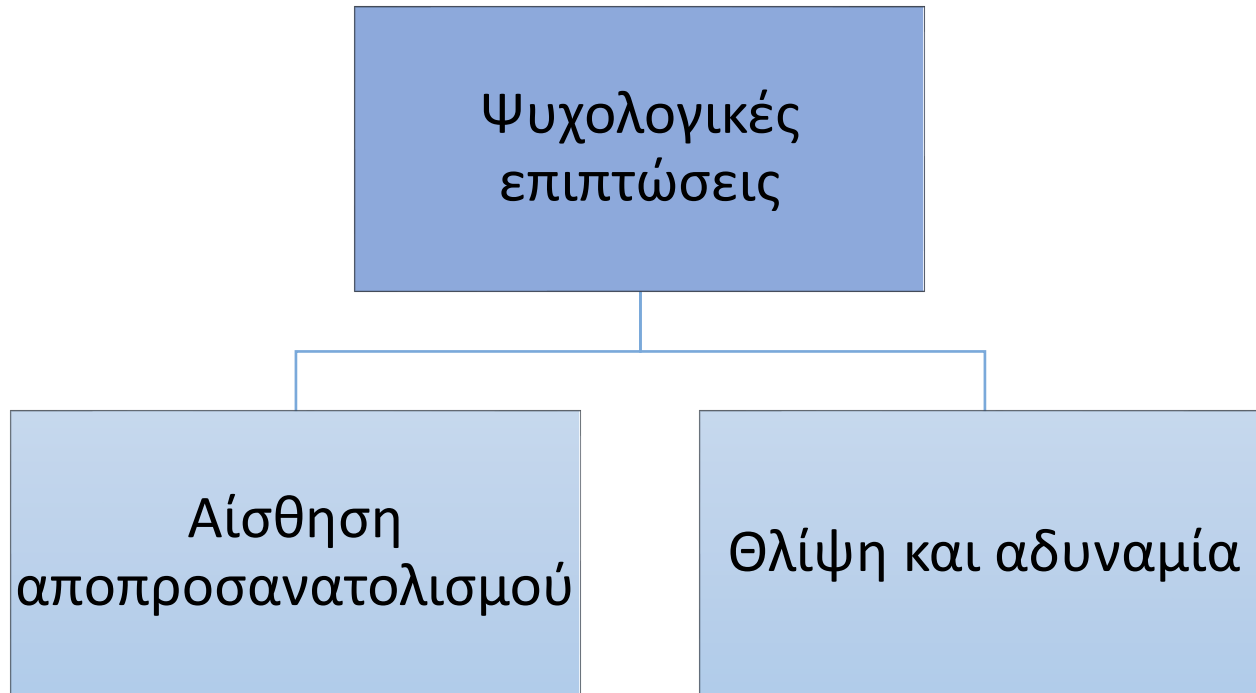 Ψυχολογικές
επιπτώσεις
Αίσθηση
αποπροσανατολισμού
Θλίψη και αδυναμία